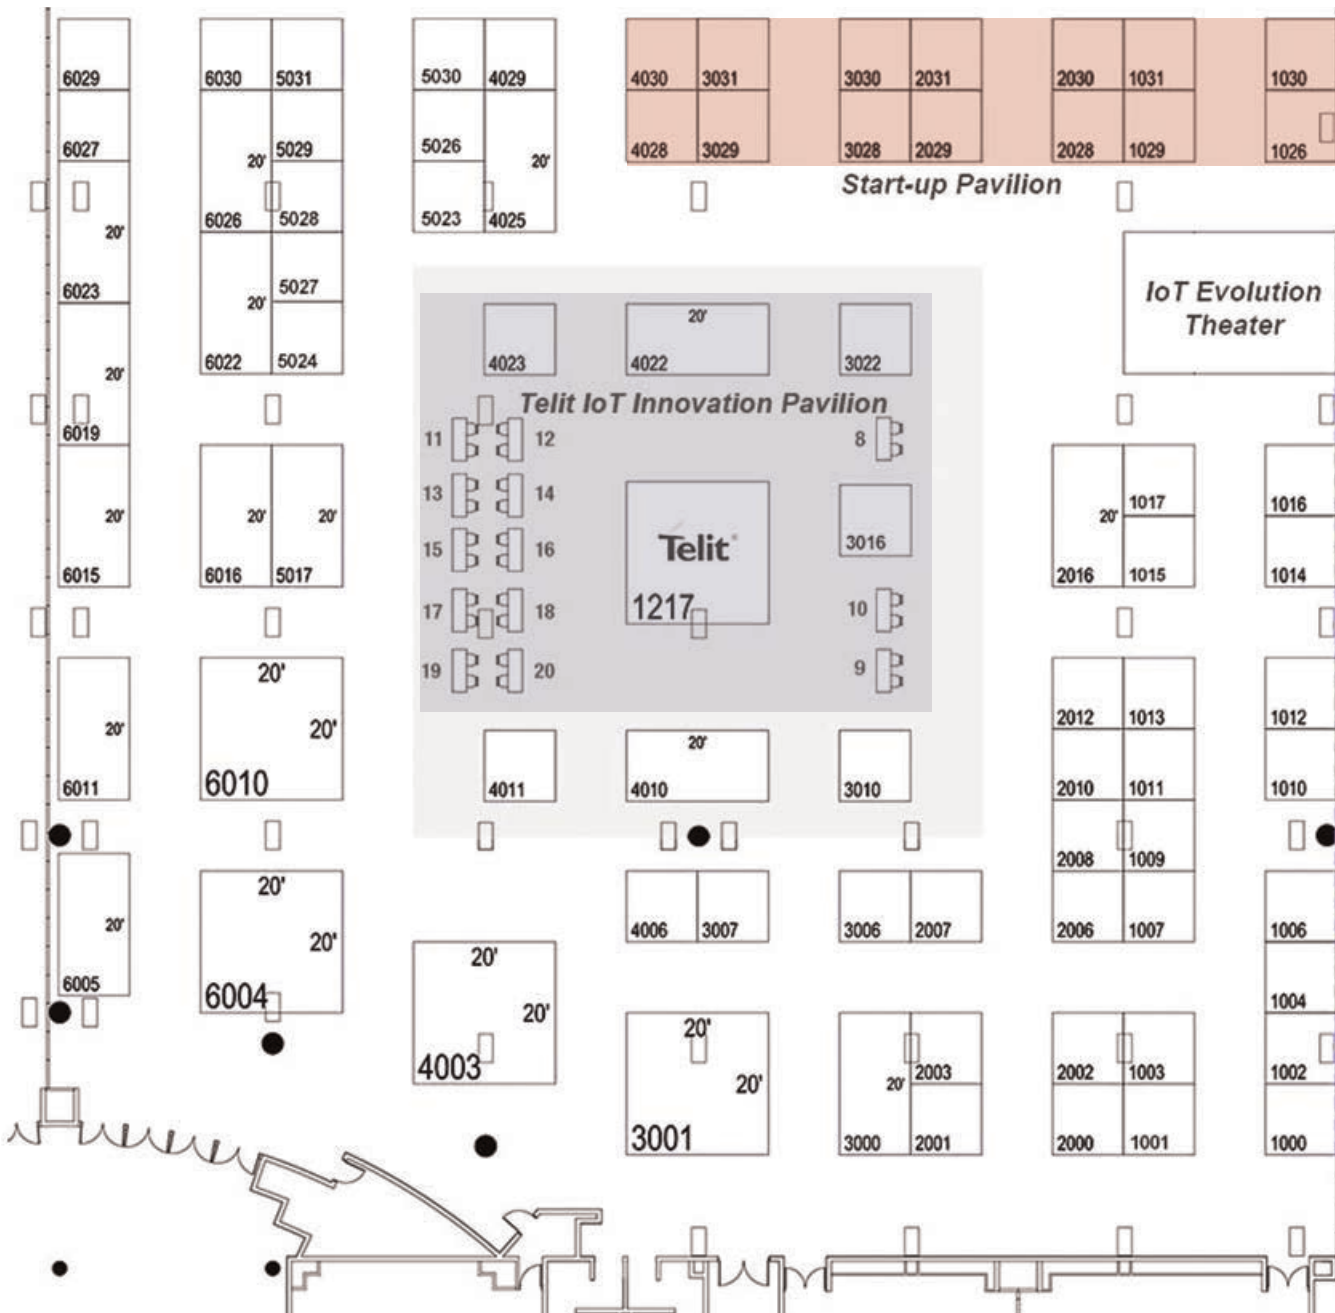 6029 6030 5031 5030 4029 4030 3031 3030 2031 2030 1031 1030
6027 20' 5029 5026 20' 4028 3029 3028 2029 2028 1029 1026
Start-up Pavilion
6026 5028 5023 4025
20'
6023 20' 5027
IoT Evolution
Theater
20'
6022 5024 4023 4022 3022
20'
Telit IoT Innovation Pavilion
6019
11 12 8
13 14
15 16
17 18 10
19 20 9
Telit
1217
3016
20' 20' 20' 20' 1017 1016
6015 6016 5017 2016 1015 1014
20'
20' 20'
6011 6010
20'
4011 4010 3010
2012 1013 1012
2010 1011 1010
2008 1009
20'
20' 20'
6005 6004
4006 3007 3006 2007 2006 1007 1006
20'
20'
4003
1004
20'
20'
3001
20' 2003 2002 1003 1002
3000 2001 2000 1001 1000